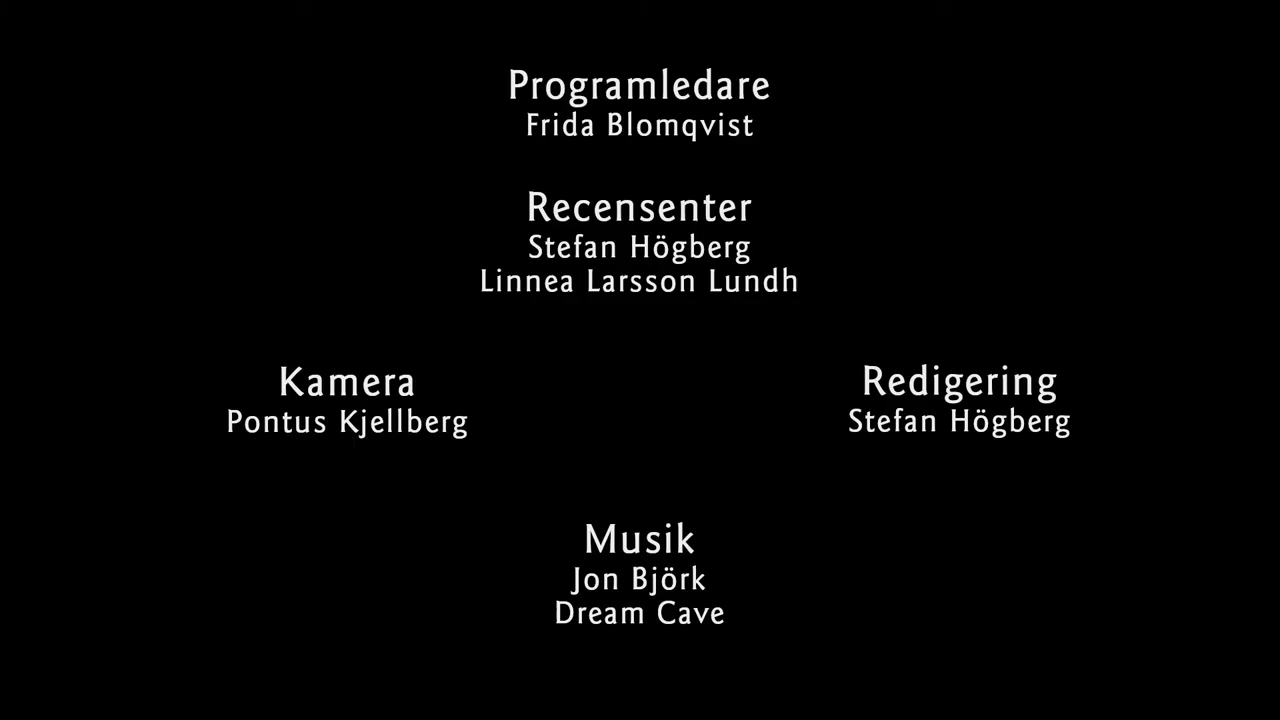 Programledare
Frida Blomqvist
Recensenter
Stefan Högberg
Linnea Larsson Lundh
Kamera
Pontus Kjellberg
Redigering
Stefan Högberg
Musik
Jon Björk
Dream Cave